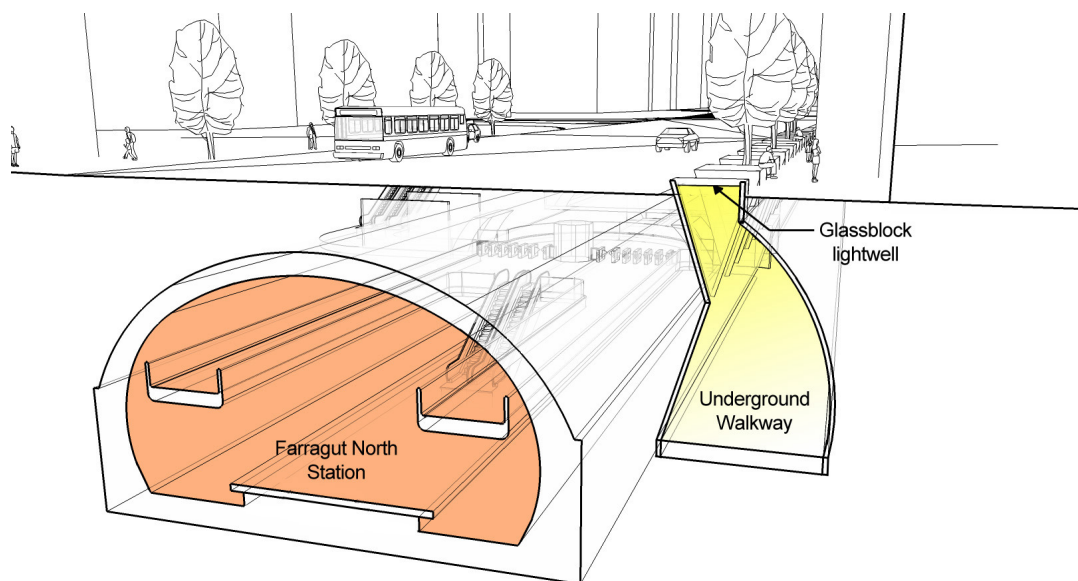 Glassblock
lightwell
Underground
Walkway
Farragut North
Station